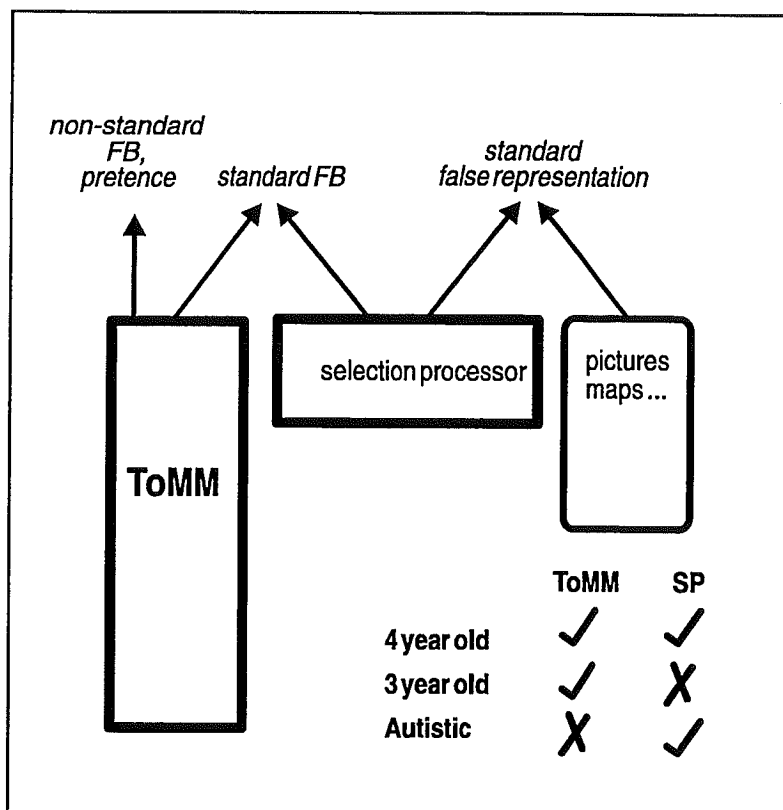 non-standard
FB,
pretence
standard FB
standard
false representation
selection processor
pictures
maps ...
ToMM
ToMM SP
4 year old ✓ ✓
3 year old ✓ X
Autistic X ✓